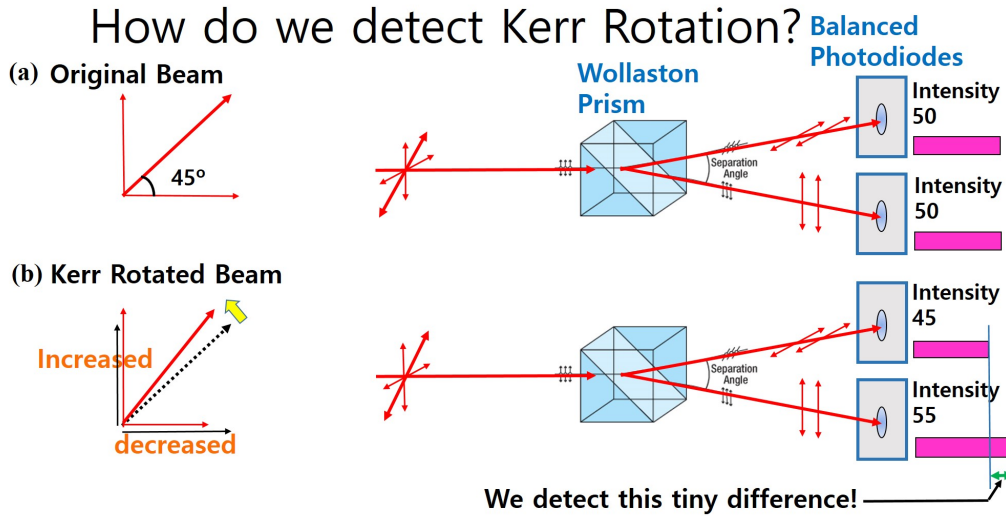 How do we detect Kerr Rotation?
Balanced
Photodiodes
(a) Original Beam
Wollaston
Prism
45º
Separation
Angle
Intensity
50
Intensity
50
(b) Kerr Rotated Beam
Increased
decreased
Separation
Angle
Intensity
45
Intensity
55
We detect this tiny difference!